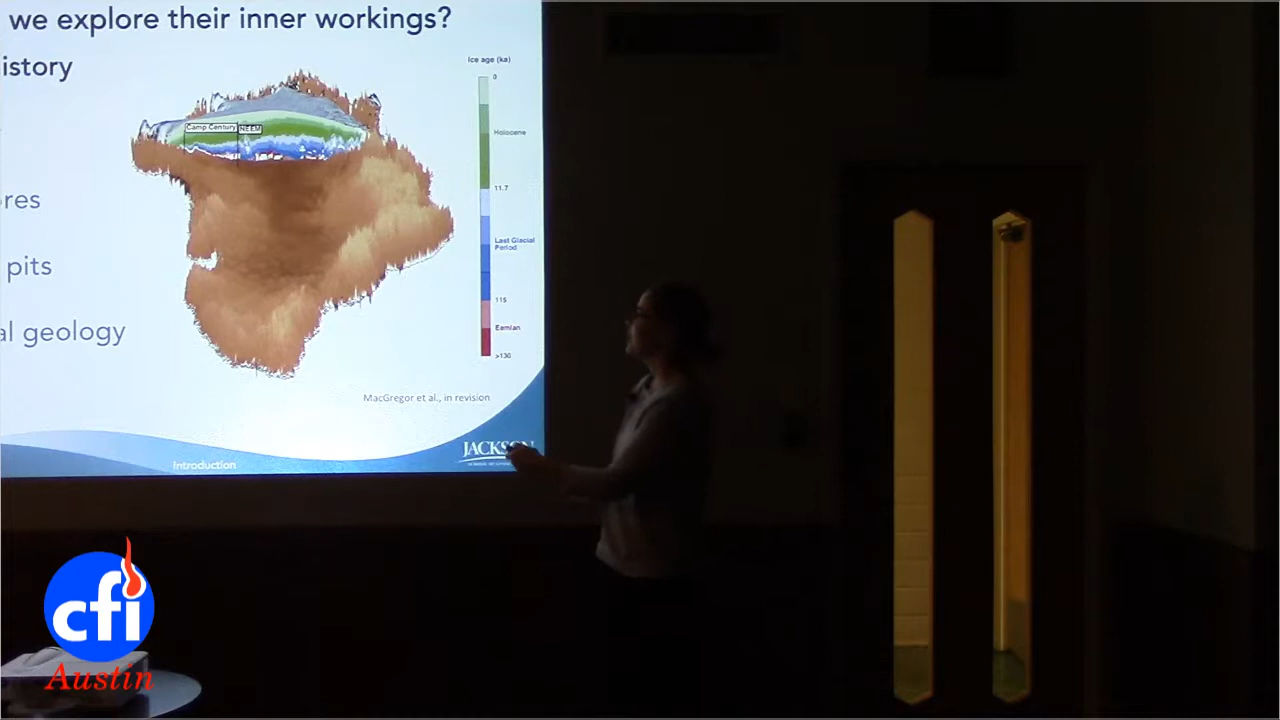 we explore their inner workings?
istory
Ice age (ka)
0
Camp Century
NEEM
Holocene
11.7
res
Last Glacial
Period
pits
115
Eemian
al geology
>130
MacGregor et al., in revision
JACKSON
Introduction
cfi
Austin